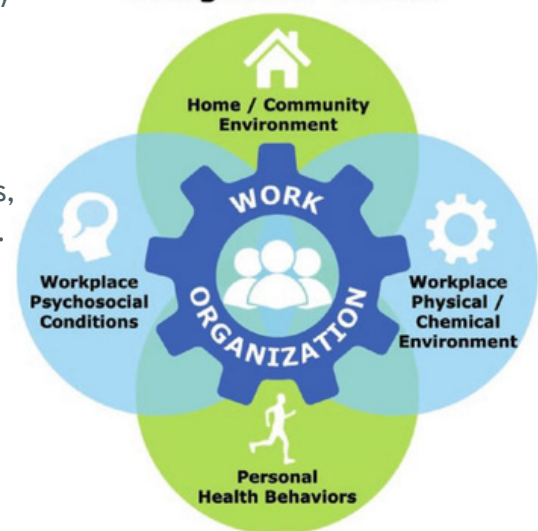 Home / Community
Environment
WORK
ORGANIZATION
Workplace
Psychosocial
Conditions
Workplace
Physical /
Chemical
Environment
Personal
Health Behaviors